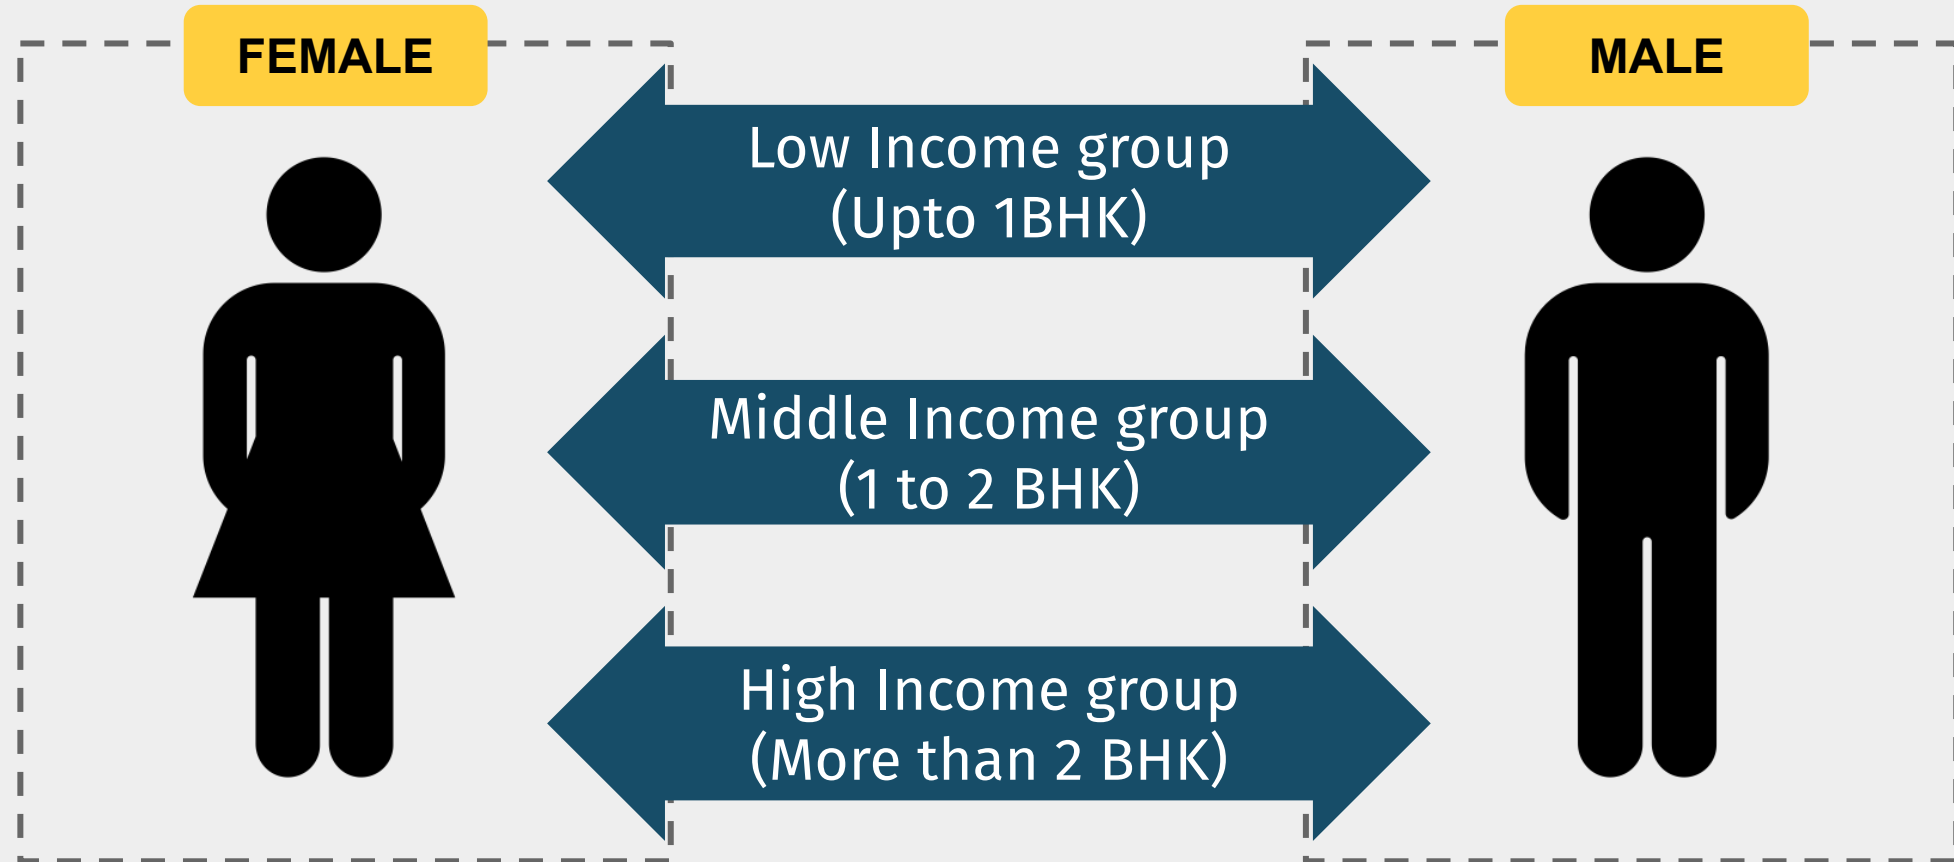 FEMALE
MALE
Low Income group
(Upto 1BHK)
Middle Income group
(1 to 2 BHK)
High Income group
(More than 2 BHK)